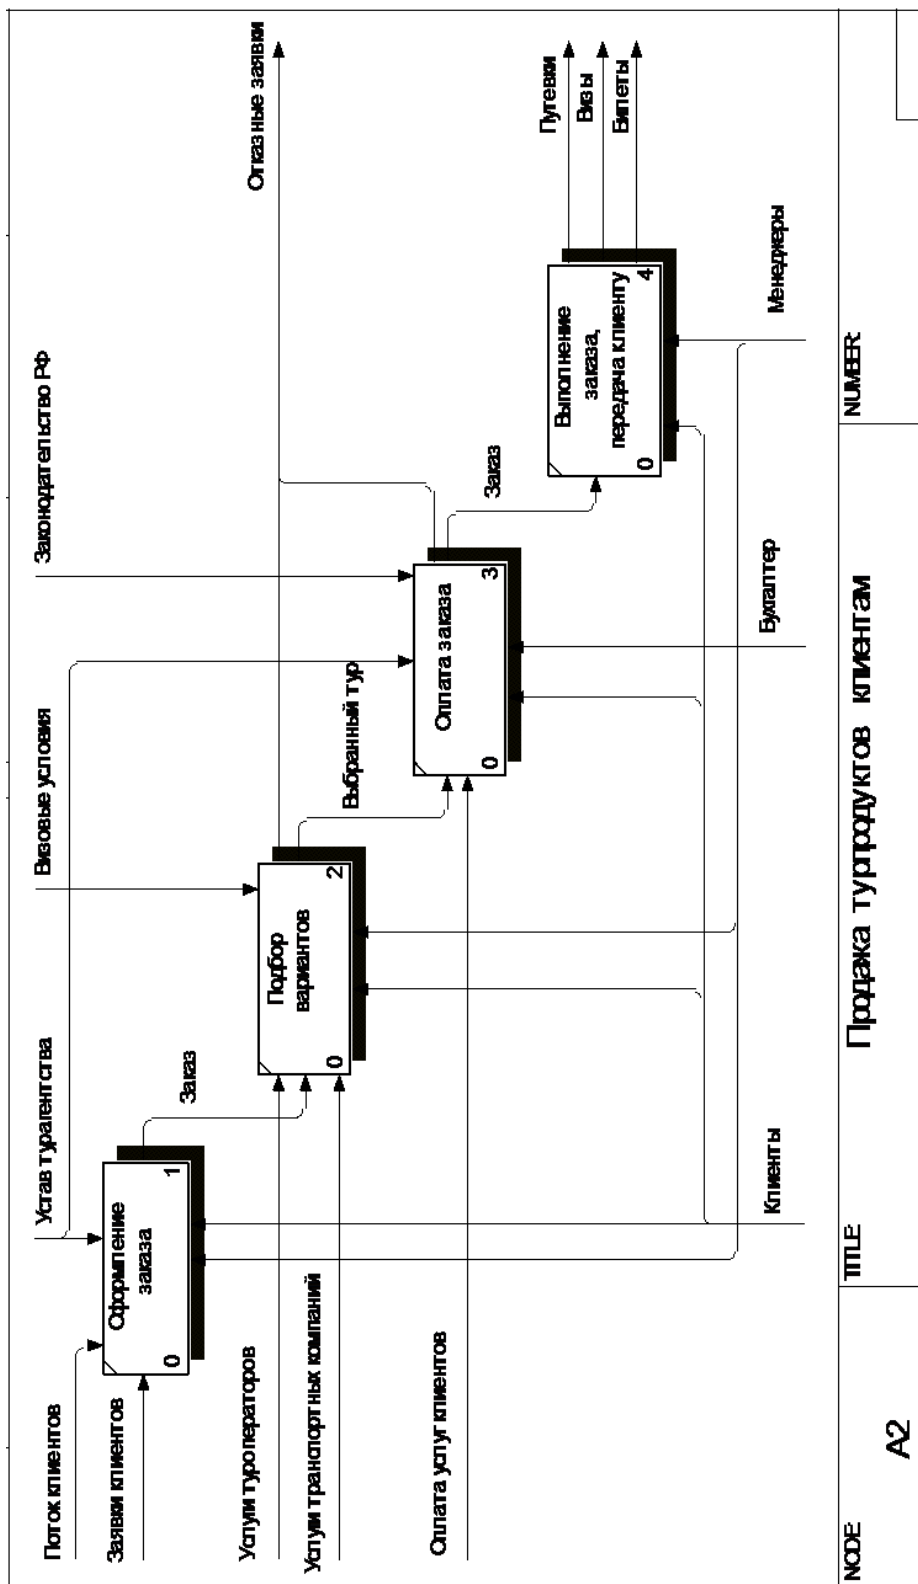 Поток клиентов
Заявки клиентов
Устав турагентства
Визовые условия
Законодательство РФ
Оформление
заказа
0
1
Заказ
Услуги туроператоров
Услуги транспортных компаний
Подбор
вариантов
0
2
Отказные заявки
Выбранный тур
Оплата услуг клиентов
Оплата заказа
0
3
Заказ
Выполнение
заказа,
передача клиенту
0
4
Путевки
Визы
Билеты
Клиенты
Бухгалтер
Менеджеры
NODE:
A2
TITLE:
Продажа турпродуктов клиентам
NUMBER: